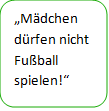 „Mädchen
dürfen nicht
Fußball
spielen!“